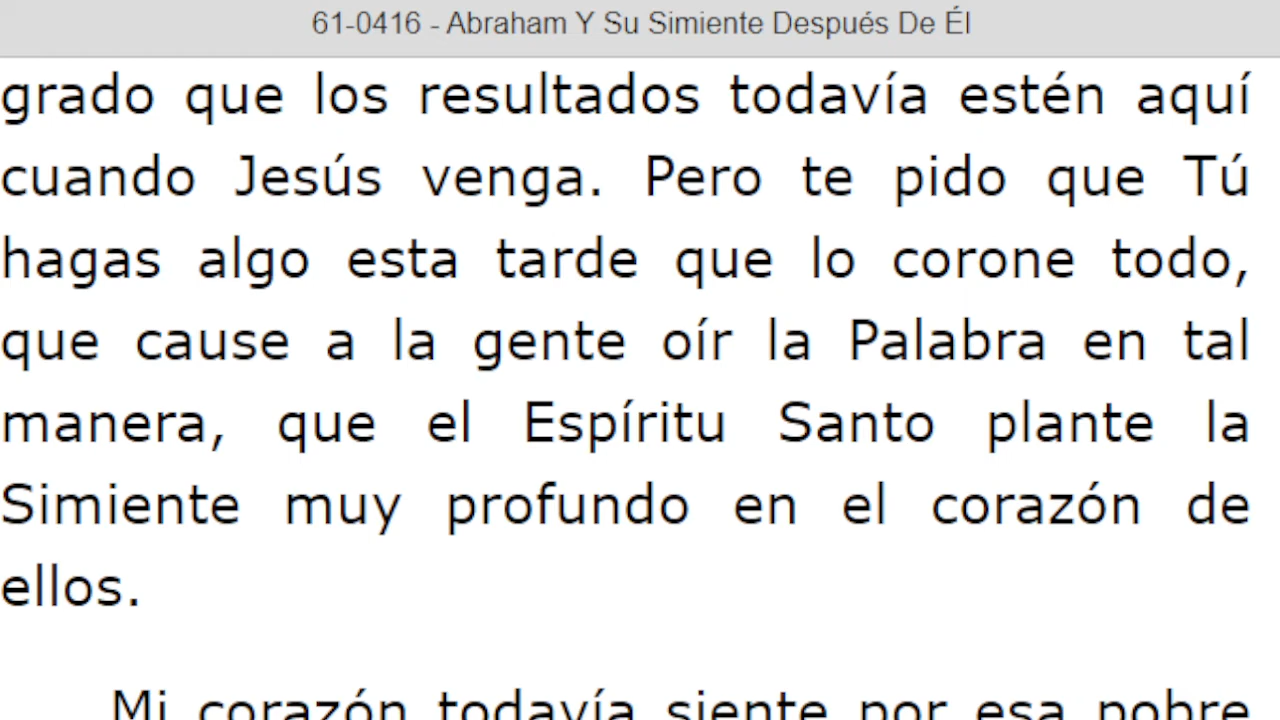 61-0416 - Abraham Y Su Simiente Después De Él
grado que los resultados todavía estén aquí
cuando Jesús venga. Pero te pido que Tú
hagas algo esta tarde que lo corone todo,
que cause a la gente oír la Palabra en tal
manera, que el Espíritu Santo plante la
Simiente muy profundo en el corazón de
ellos.
Mi corazón todavía siente por esa pobre